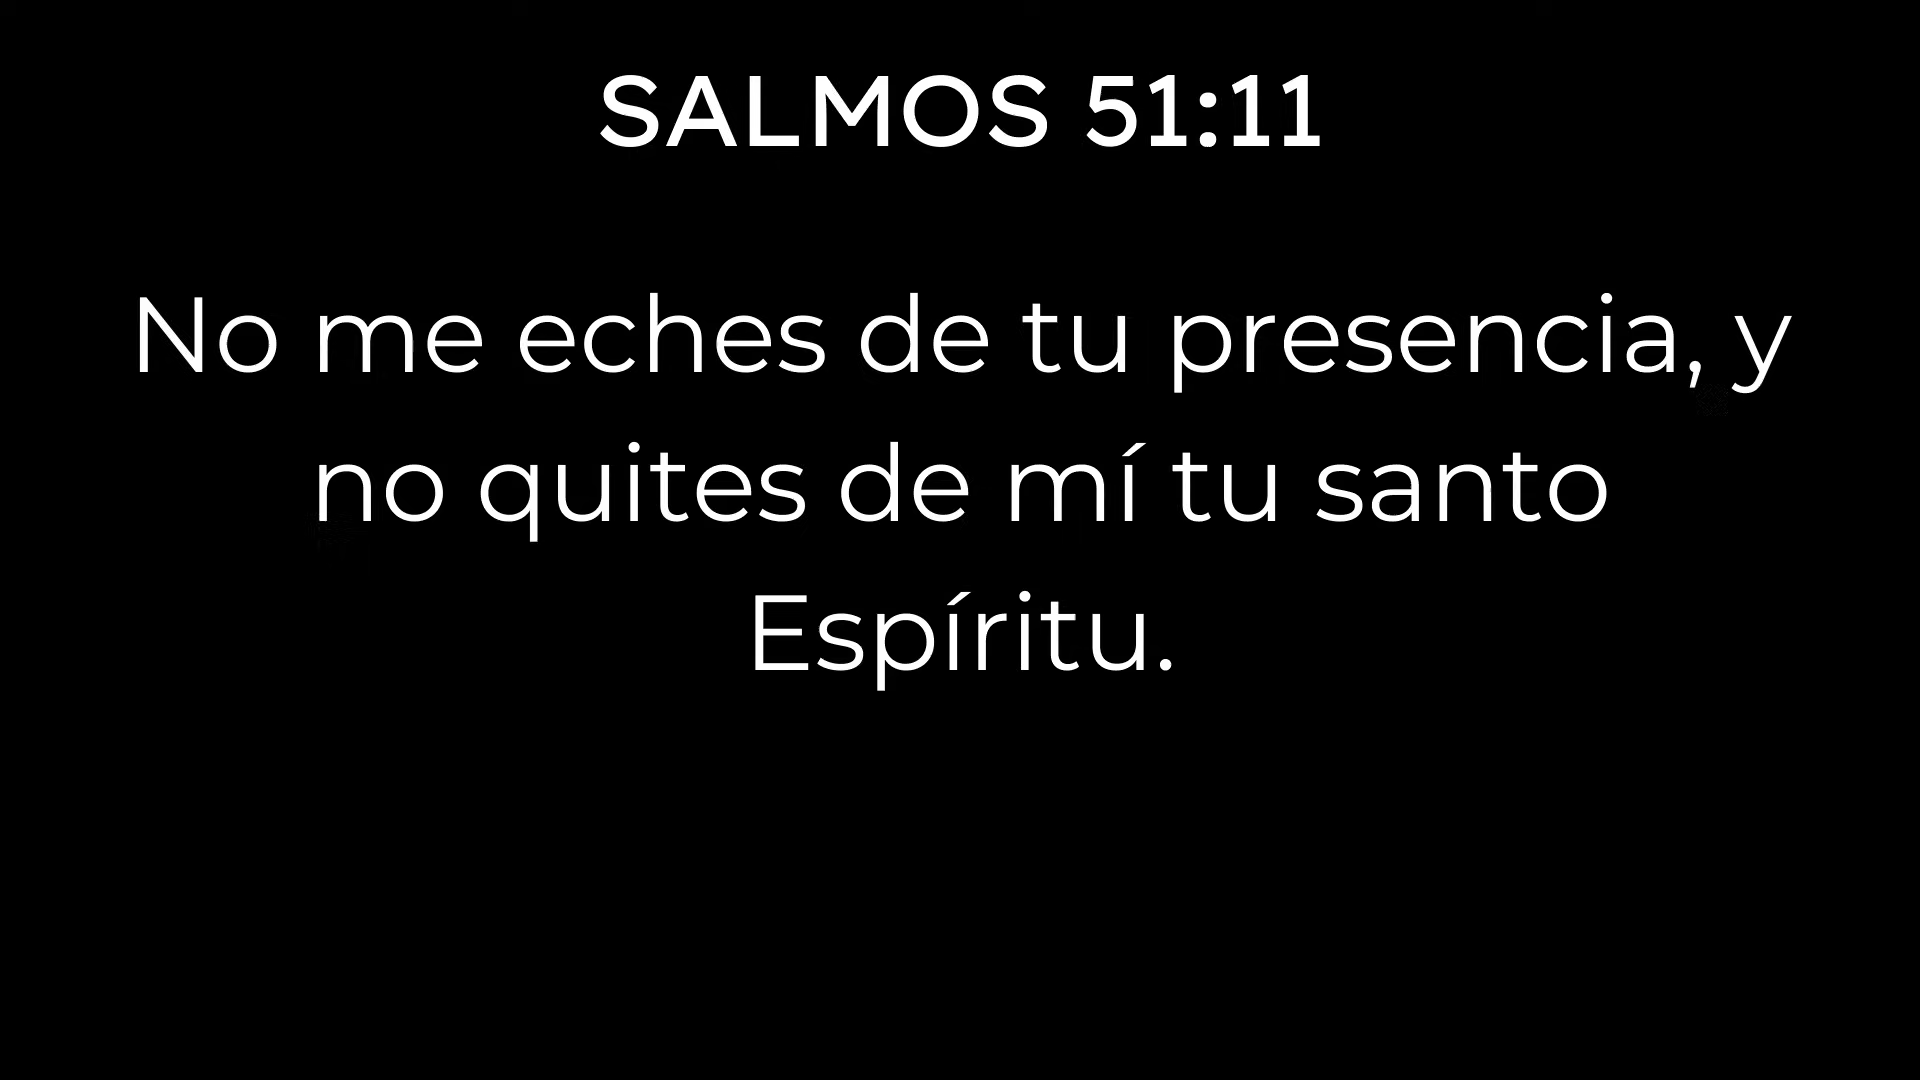 SALMOS 51:11
No me eches de tu presencia, y
no quites de mí tu santo
Espíritu.